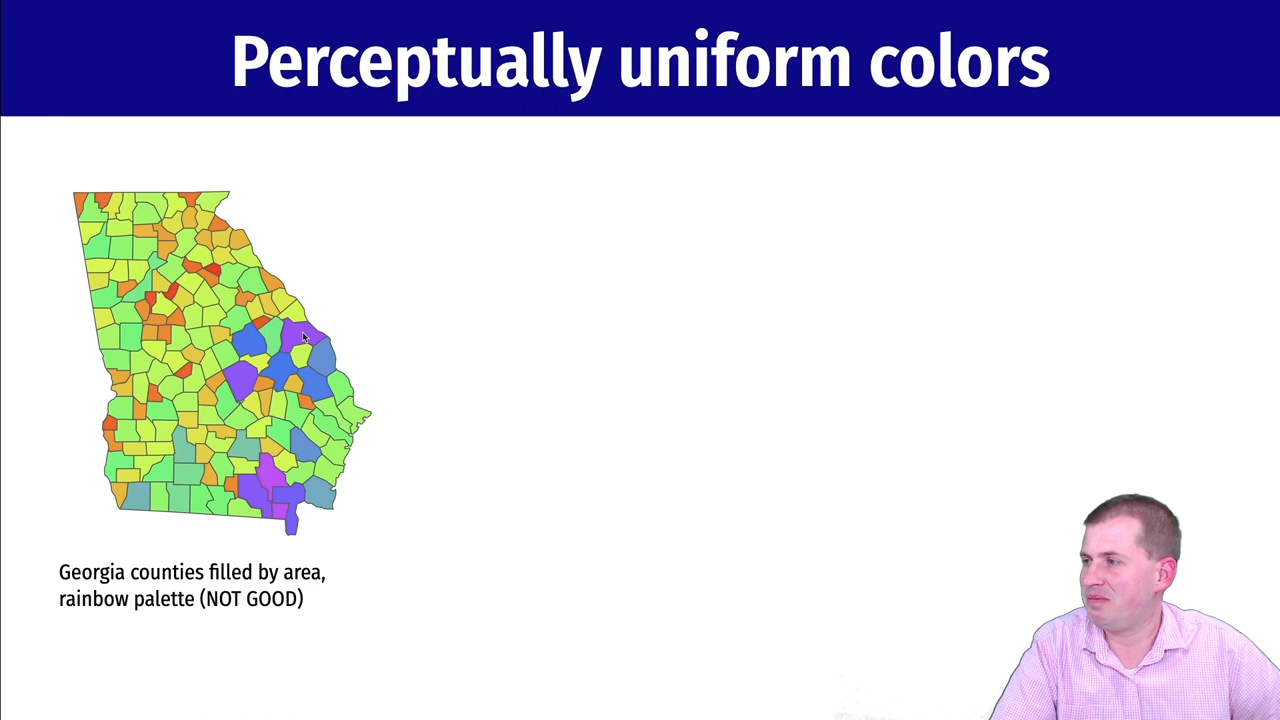 Perceptually uniform colors
Georgia counties filled by area,
rainbow palette (NOT GOOD)